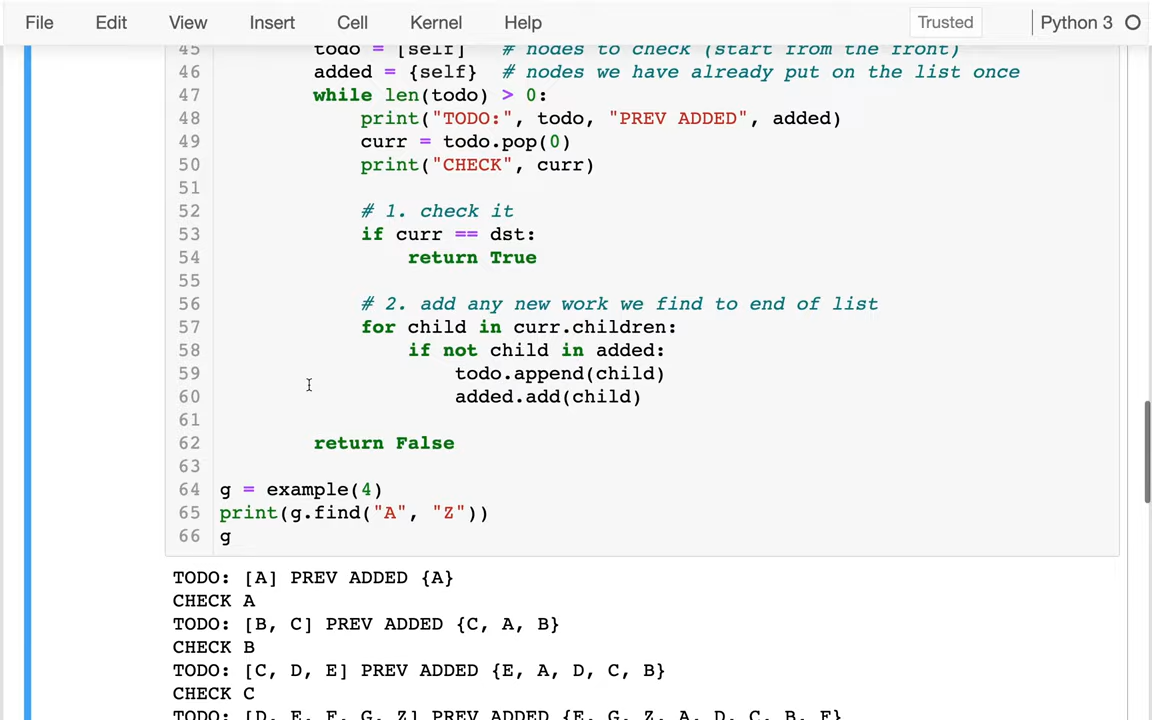 File Edit View Insert Cell Kernel Help Trusted Python 3
45 todo = [self] # nodes to check (start from the front)
46 added = {self} # nodes we have already put on the list once
47 while len(todo) > 0:
48 print("TODO:", todo, "PREV ADDED", added)
49 curr = todo.pop(0)
50 print("CHECK", curr)
51
52 # 1. check it
53 if curr == dst:
54 return True
55
56 # 2. add any new work we find to end of list
57 for child in curr.children:
58 if not child in added:
59 todo.append(child)
60 added.add(child)
61
62 return False
63
64 g = example(4)
65 print(g.find("A", "Z"))
66 g
TODO: [A] PREV ADDED {A}
CHECK A
TODO: [B, C] PREV ADDED {C, A, B}
CHECK B
TODO: [C, D, E] PREV ADDED {E, A, D, C, B}
CHECK C
TODO: [D, E, F, G, Z] PREV ADDED {E, G, Z, A, D, C, B, F}